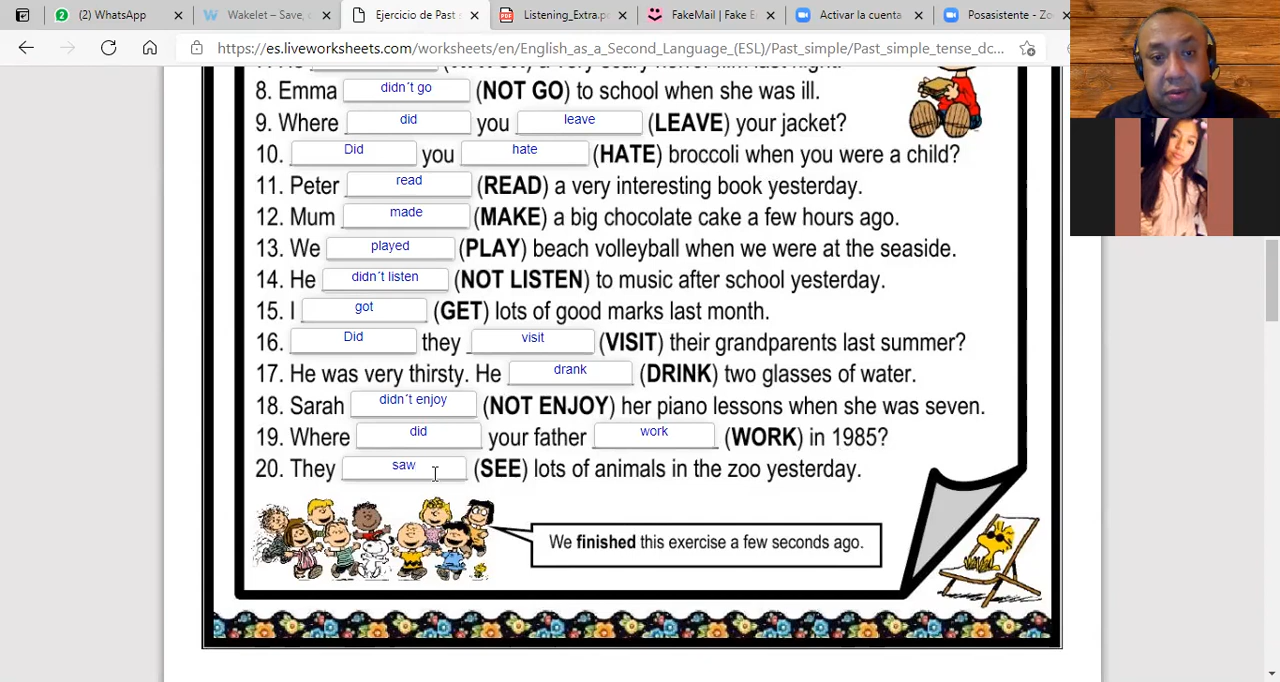 (2) WhatsApp
Wakelet – Save, c
Ejercicio de Past s
Listening_Extra.p
FakeMail | Fake E
Activar la cuenta
Posasistente - Zo
https://es.liveworksheets.com/worksheets/en/English_as_a_Second_Language_(ESL)/Past_simple/Past_simple_tense_dc...
8. Emma didn´t go (NOT GO) to school when she was ill.
9. Where did you leave (LEAVE) your jacket?
10. Did you hate (HATE) broccoli when you were a child?
11. Peter read (READ) a very interesting book yesterday.
12. Mum made (MAKE) a big chocolate cake a few hours ago.
13. We played (PLAY) beach volleyball when we were at the seaside.
14. He didn´t listen (NOT LISTEN) to music after school yesterday.
15. I got (GET) lots of good marks last month.
16. Did they visit (VISIT) their grandparents last summer?
17. He was very thirsty. He drank (DRINK) two glasses of water.
18. Sarah didn´t enjoy (NOT ENJOY) her piano lessons when she was seven.
19. Where did your father work (WORK) in 1985?
20. They saw (SEE) lots of animals in the zoo yesterday.
We finished this exercise a few seconds ago.